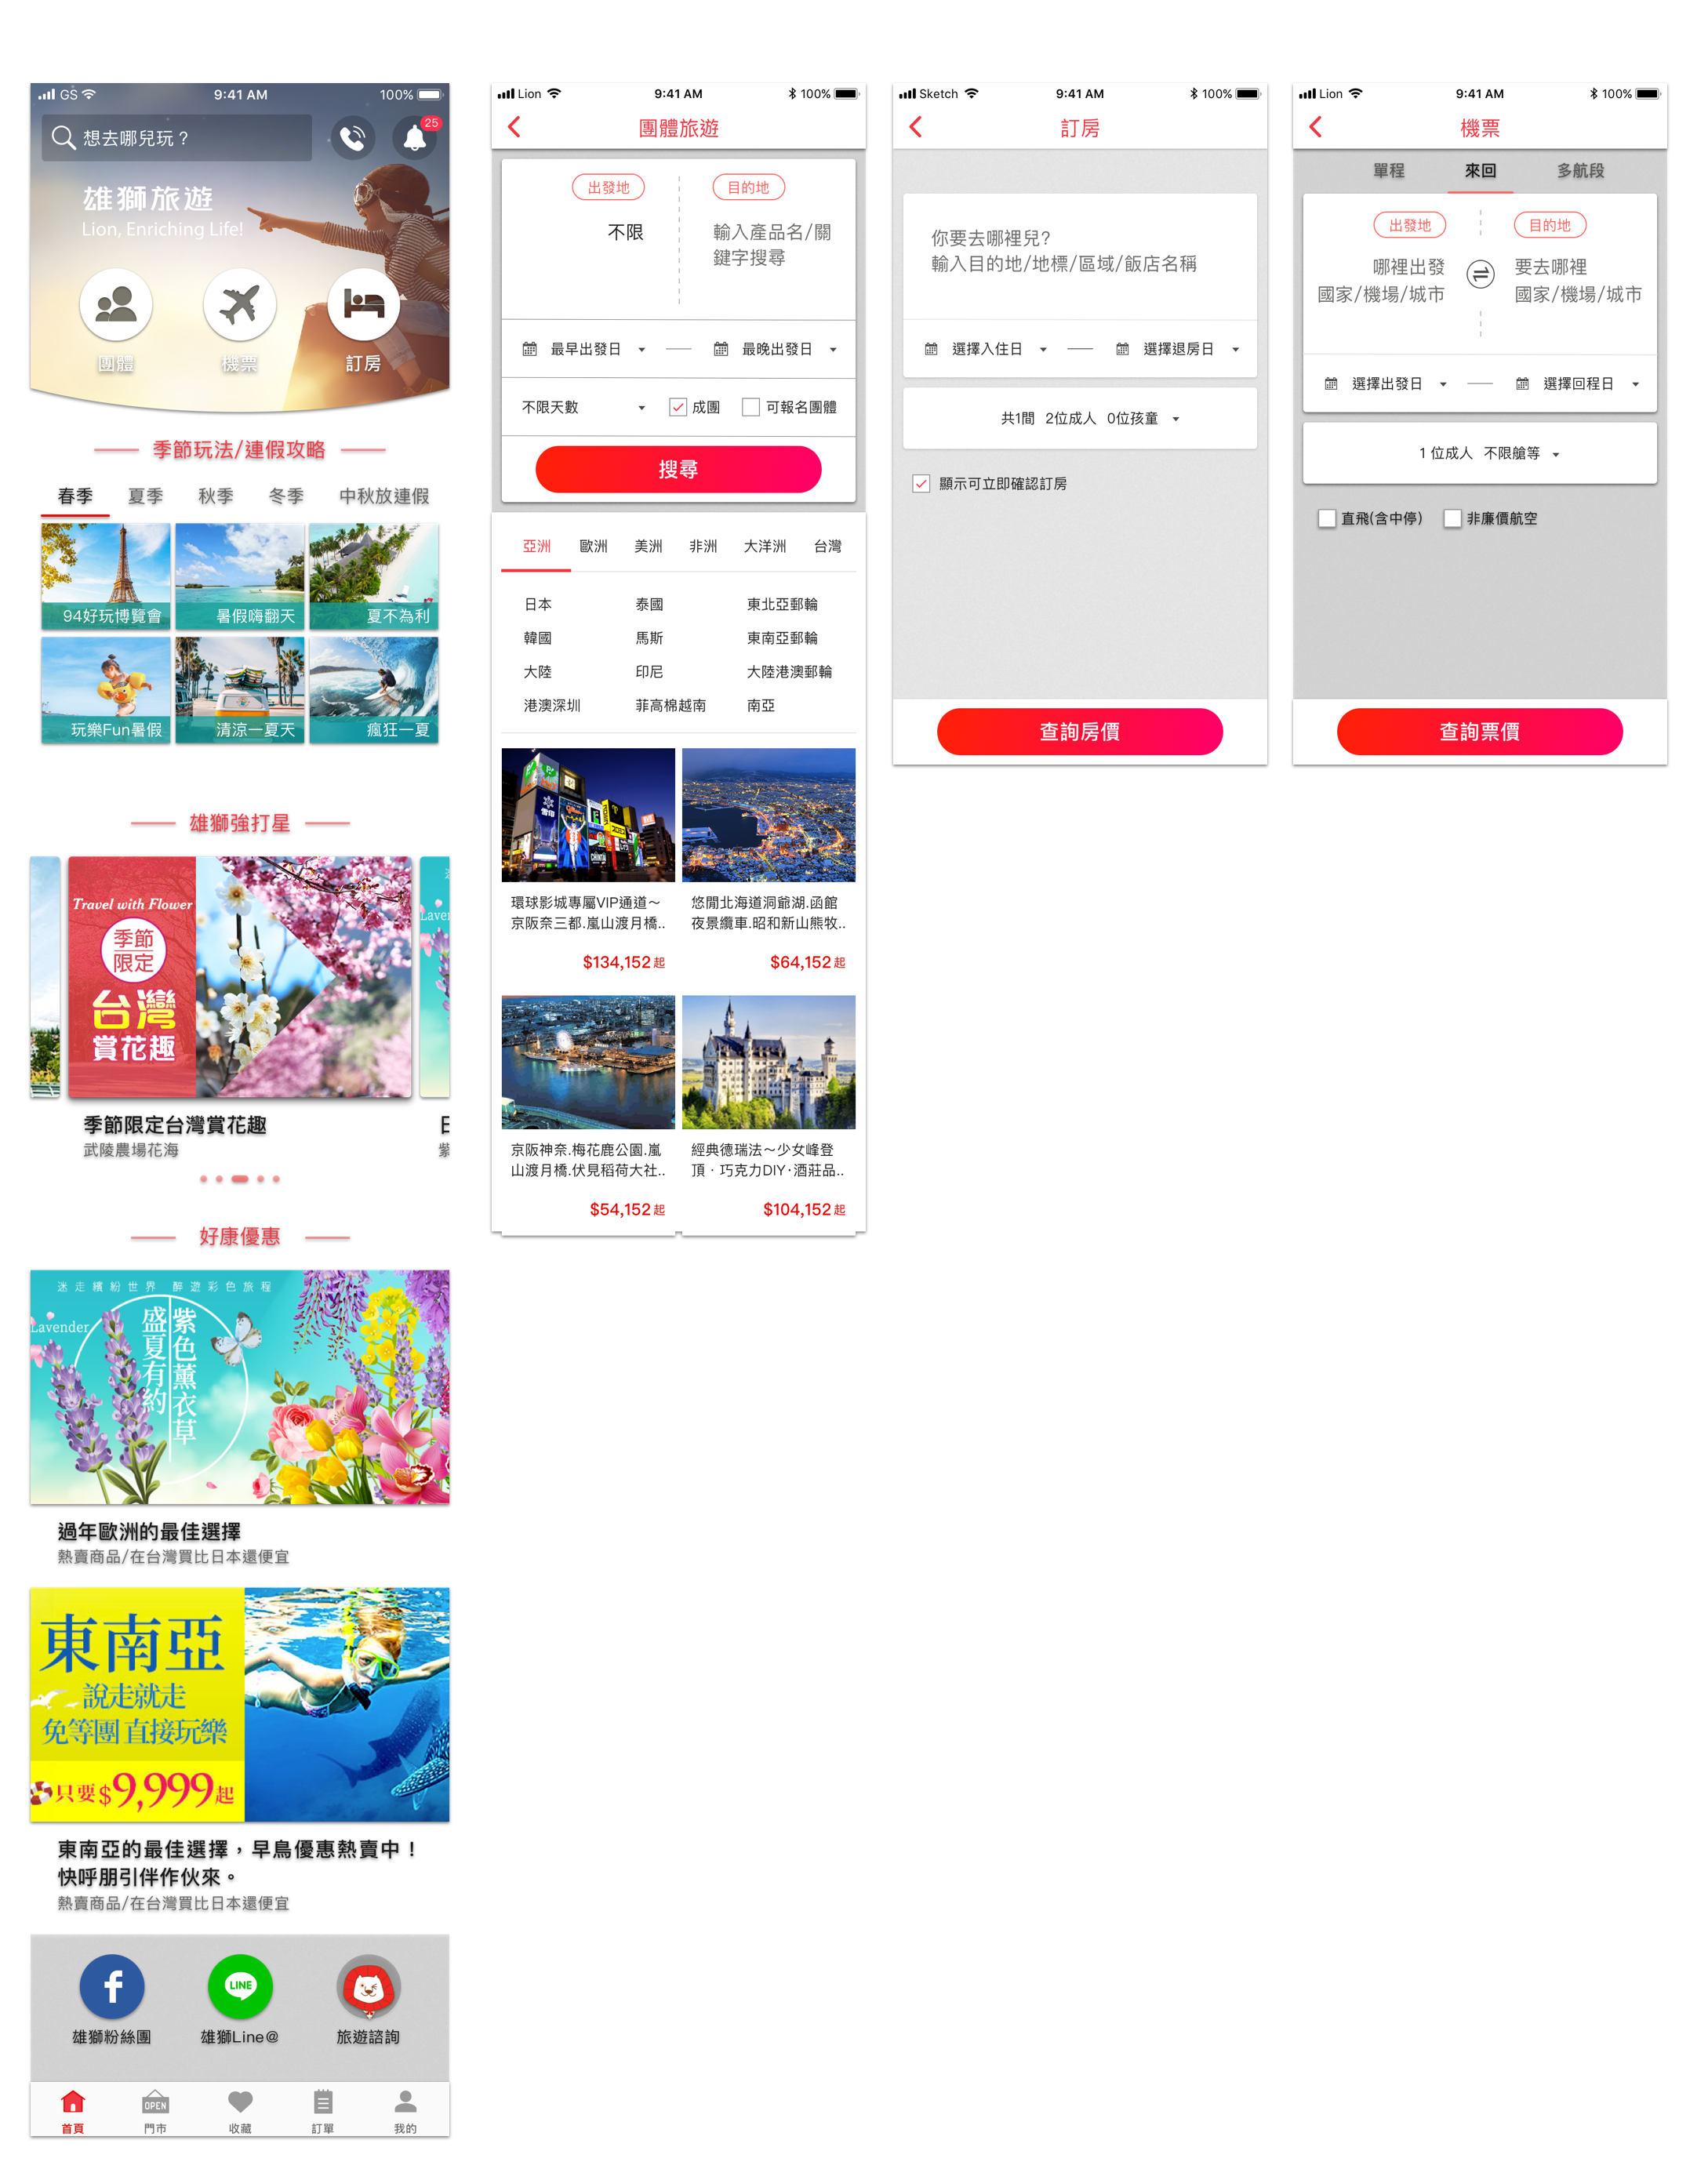 GS
9:41 AM
100%
想去哪兒玩？
25
雄獅旅遊
Lion, Enriching Life!
團體
機票
訂房
季節玩法/連假攻略
春季
夏季
秋季
冬季
中秋放連假
94好玩博覽會
暑假嗨翻天
夏不為利
玩樂Fun暑假
清涼一夏天
瘋狂一夏
雄獅強打星
Travel with Flower
季節
限定
台灣
賞花趣
Laver
季節限定台灣賞花趣
武陵農場花海
日
紫
好康優惠
迷走繽紛世界 醉遊彩色旅程
Lavender
紫色薰衣草
盛夏有約
過年歐洲的最佳選擇
熱賣商品/在台灣買比日本還便宜
東南亞
說走就走
免等團 直接玩樂
只要$9,999起
東南亞的最佳選擇，早鳥優惠熱賣中！
快呼朋引伴作伙來。
熱賣商品/在台灣買比日本還便宜
LINE
雄獅粉絲團
雄獅Line@
旅遊諮詢
OPEN
首頁
門市
收藏
訂單
我的
Lion
9:41 AM
100%
團體旅遊
出發地
目的地
不限
輸入產品名/關
鍵字搜尋
最早出發日
最晚出發日
不限天數
成團
可報名團體
搜尋
亞洲
歐洲
美洲
非洲
大洋洲
台灣
日本
泰國
東北亞郵輪
韓國
馬斯
東南亞郵輪
大陸
印尼
大陸港澳郵輪
港澳深圳
菲高棉越南
南亞
環球影城專屬VIP通道～
京阪奈三都.嵐山渡月橋..
$134,152起
悠閒北海道洞爺湖.函館
夜景纜車.昭和新山熊牧..
$64,152起
京阪神奈.梅花鹿公園.嵐
山渡月橋.伏見稻荷大社..
$54,152起
經典德瑞法～少女峰登
頂‧巧克力DIY‧酒莊品..
$104,152起
Sketch
9:41 AM
100%
訂房
你要去哪裡兒?
輸入目的地/地標/區域/飯店名稱
選擇入住日
選擇退房日
共1間 2位成人 0位孩童
顯示可立即確認訂房
查詢房價
Lion
9:41 AM
100%
機票
單程
來回
多航段
出發地
目的地
哪裡出發
國家/機場/城市
要去哪裡
國家/機場/城市
選擇出發日
選擇回程日
1 位成人 不限艙等
直飛(含中停)
非廉價航空
查詢票價